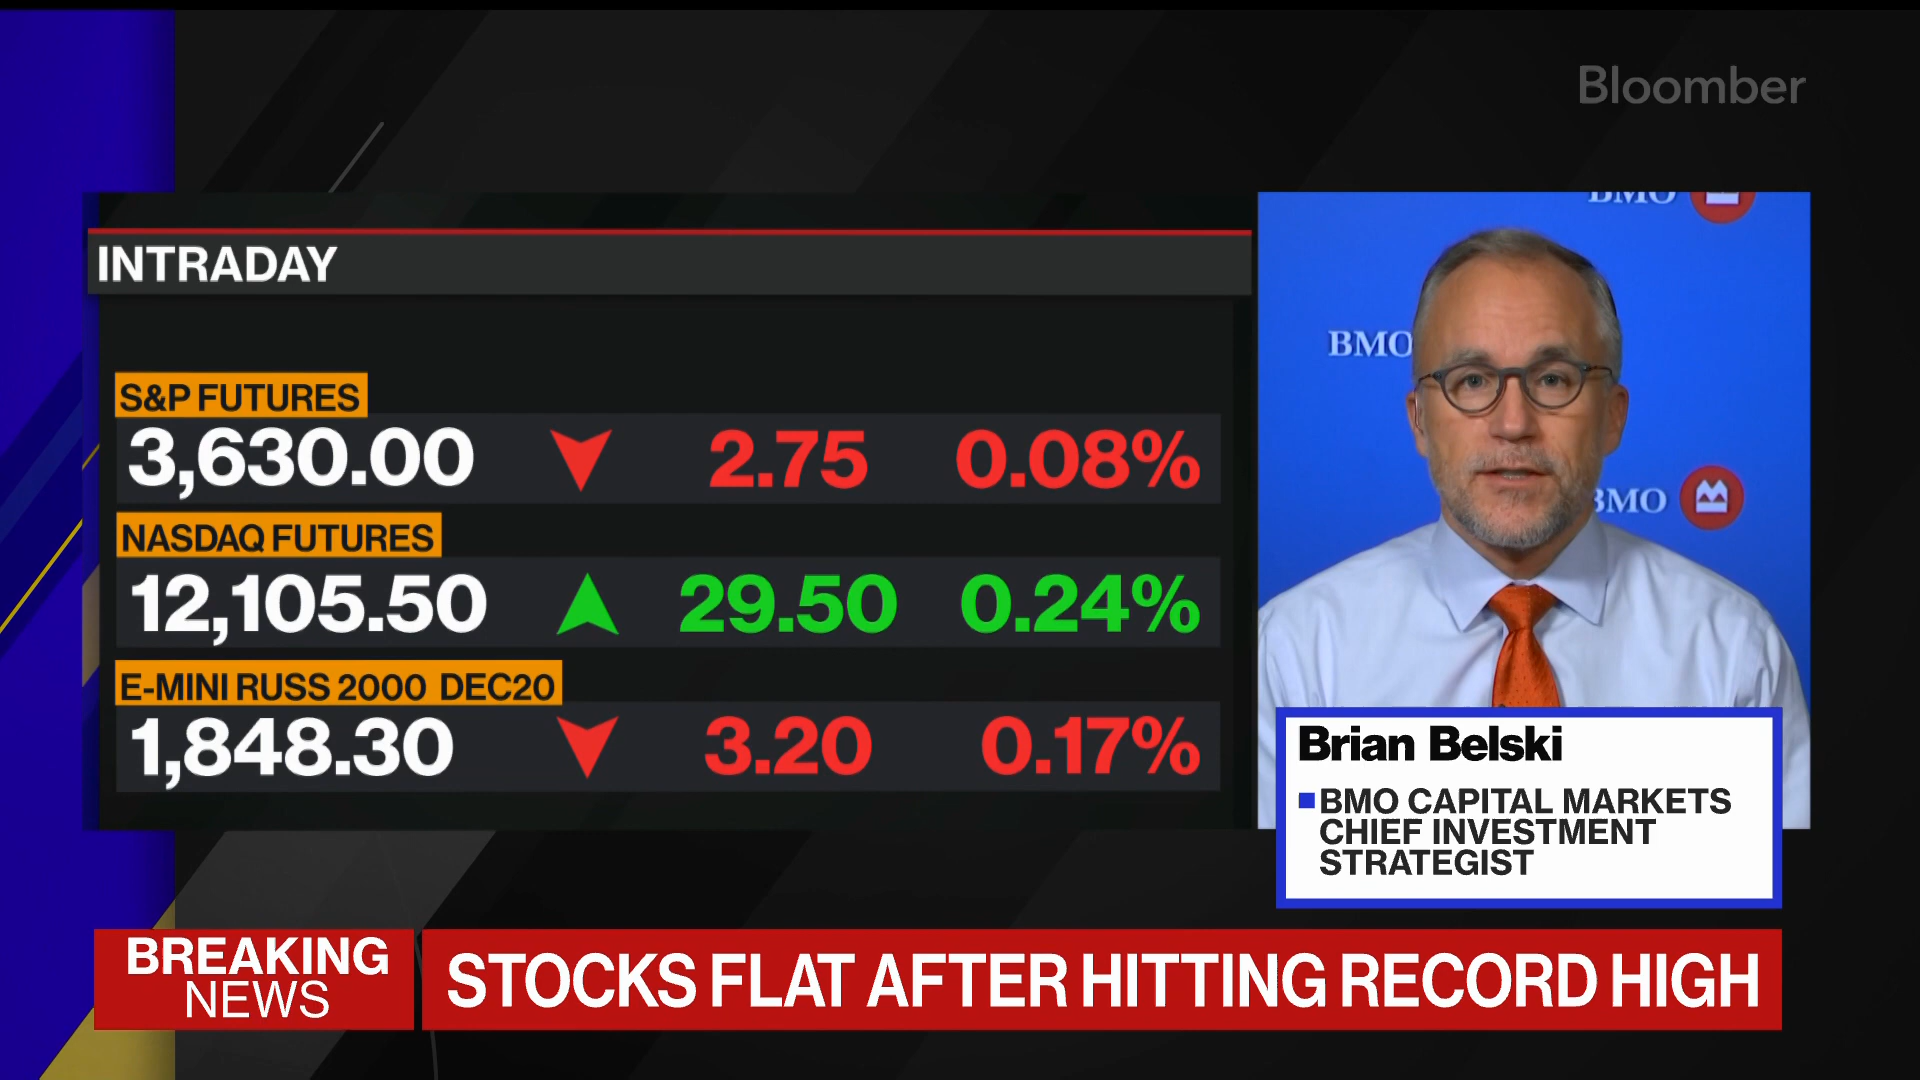 Bloomber
INTRADAY
S&P FUTURES
3,630.00 2.75 0.08%
NASDAQ FUTURES
12,105.50 29.50 0.24%
E-MINI RUSS 2000 DEC20
1,848.30 3.20 0.17%
BMO
BMO
BMO
Brian Belski
BMO CAPITAL MARKETS
CHIEF INVESTMENT
STRATEGIST
BREAKING
NEWS
STOCKS FLAT AFTER HITTING RECORD HIGH